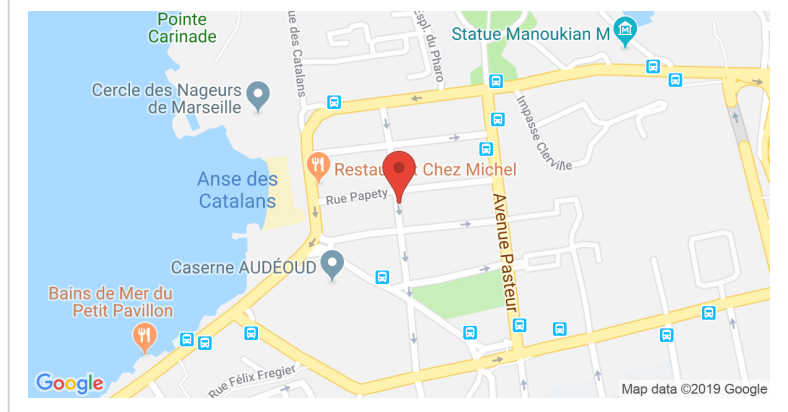 Pointe
Carinade
Rue des Catalans
Espl. du Pharo
Statue Manoukian M
Cercle des Nageurs
de Marseille
Impasse Clerville
Anse des
Catalans
Chez Michel
Rue Papety
Avenue Pasteur
Caserne AUDÉOUD
Bains de Mer du
Petit Pavillon
Rue Félix Fregier
Google
Map data ©2019 Google